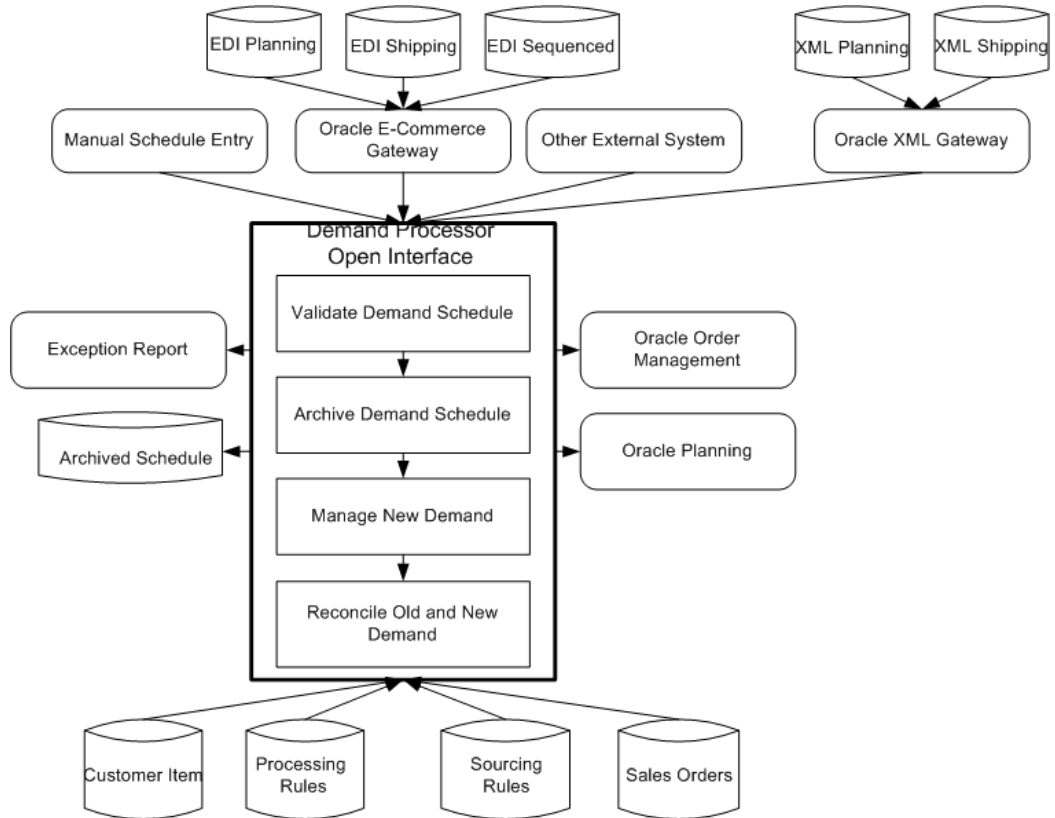 EDI Planning
EDI Shipping
EDI Sequenced
XML Planning
XML Shipping
Manual Schedule Entry
Oracle E-Commerce
Gateway
Other External System
Oracle XML Gateway
Demand Processor
Open Interface
Validate Demand Schedule
Exception Report
Oracle Order
Management
Archive Demand Schedule
Archived Schedule
Oracle Planning
Manage New Demand
Reconcile Old and New
Demand
Customer Item
Processing
Rules
Sourcing
Rules
Sales Orders